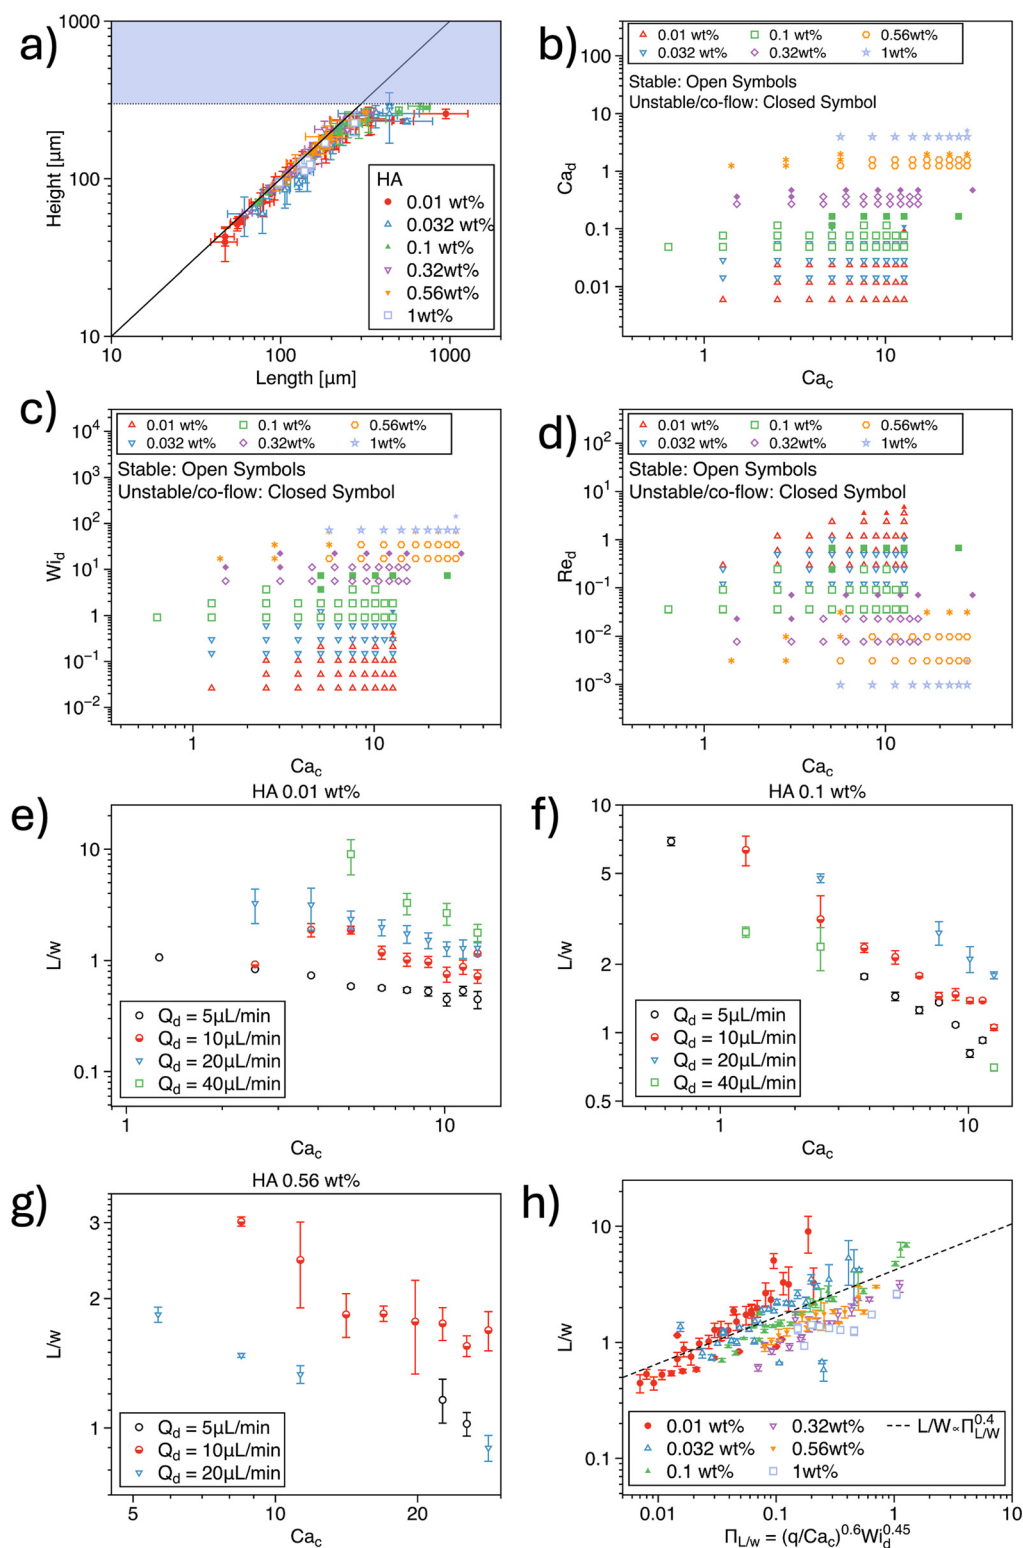 a)
1000
100
10
Height [µm]
10
100
1000
Length [µm]
HA
0.01 wt%
0.032 wt%
0.1 wt%
0.32wt%
0.56wt%
1wt%
b)
0.01 wt%
0.1 wt%
0.56wt%
0.032 wt%
0.32wt%
1wt%
Stable: Open Symbols
Unstable/co-flow: Closed Symbol
100
10
1
0.1
0.01
Ca_d
1
10
Ca_c
c)
0.01 wt%
0.1 wt%
0.56wt%
0.032 wt%
0.32wt%
1wt%
Stable: Open Symbols
Unstable/co-flow: Closed Symbol
10^4
10^3
10^2
10
1
10^-1
10^-2
Wi_d
1
10
Ca_c
d)
0.01 wt%
0.1 wt%
0.56wt%
0.032 wt%
0.32wt%
1wt%
Stable: Open Symbols
Unstable/co-flow: Closed Symbol
10^2
10^1
1
10^-1
10^-2
10^-3
Re_d
1
10
Ca_c
e)
HA 0.01 wt%
10
1
0.1
L/w
Q_d = 5µL/min
Q_d = 10µL/min
Q_d = 20µL/min
Q_d = 40µL/min
1
10
Ca_c
f)
HA 0.1 wt%
10
5
2
1
0.5
L/w
Q_d = 5µL/min
Q_d = 10µL/min
Q_d = 20µL/min
Q_d = 40µL/min
1
10
Ca_c
g)
HA 0.56 wt%
3
2
1
L/w
Q_d = 5µL/min
Q_d = 10µL/min
Q_d = 20µL/min
5
10
20
Ca_c
h)
10
1
0.1
L/w
0.01 wt%
0.32wt%
L/W∝Π_L/W^0.4
0.032 wt%
0.56wt%
0.1 wt%
1wt%
0.01
0.1
1
10
Π_L/w = (q/Ca_c)^0.6Wi_d^0.45